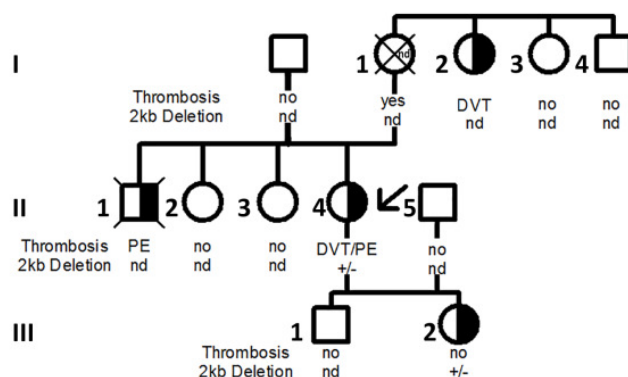 I
1
nd
2
3
4
Thrombosis no yes DVT no no
2kb Deletion nd nd nd nd nd
II
1
2
3
4
5
Thrombosis PE no no DVT/PE no
2kb Deletion nd nd nd +/- nd
III
1
2
Thrombosis no no
2kb Deletion nd +/-